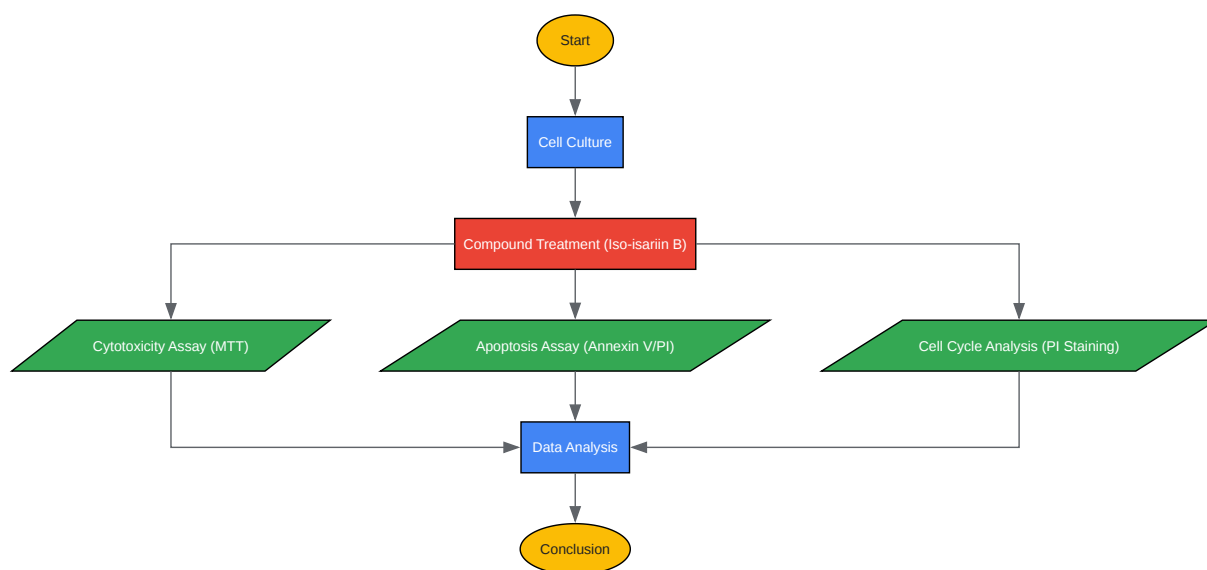 Start
Cell Culture
Compound Treatment (Iso-isariin B)
Cytotoxicity Assay (MTT)
Apoptosis Assay (Annexin V/PI)
Cell Cycle Analysis (PI Staining)
Data Analysis
Conclusion